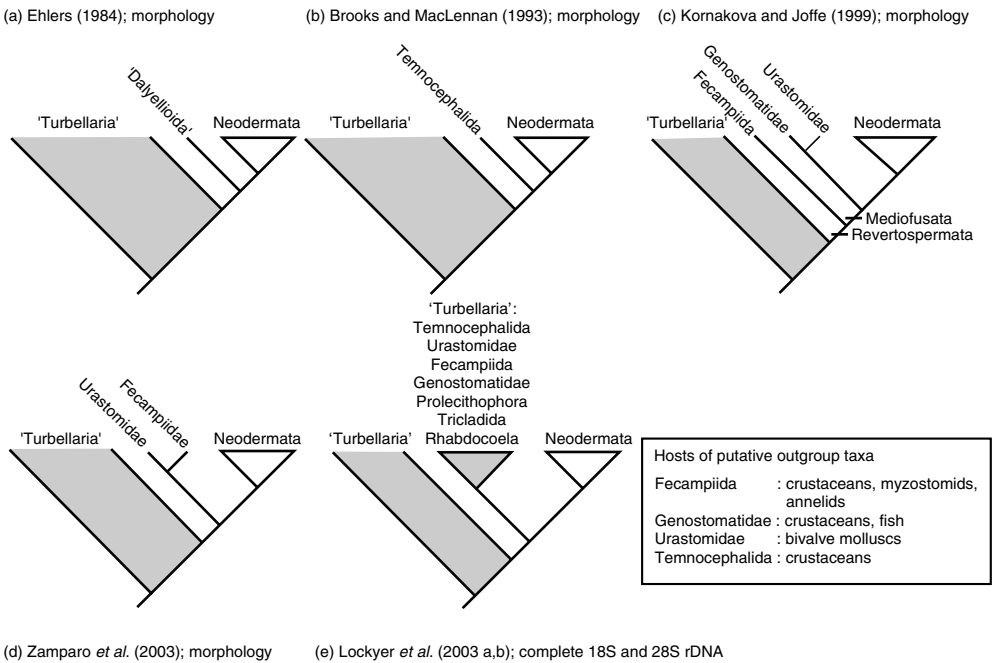 (a) Ehlers (1984); morphology
'Dalyellioida'
'Turbellaria'
Neodermata
(b) Brooks and MacLennan (1993); morphology
Temnocephalida
'Turbellaria'
Neodermata
(c) Kornakova and Joffe (1999); morphology
'Turbellaria'
Fecampiida
Genostomatidae
Urastomidae
Neodermata
Mediofusata
Revertospermata
'Turbellaria'
Urastomidae
Fecampiidae
Neodermata
(d) Zamparo et al. (2003); morphology
‘Turbellaria’:
Temnocephalida
Urastomidae
Fecampiida
Genostomatidae
Prolecithophora
Tricladida
Rhabdocoela
‘Turbellaria’
Neodermata
(e) Lockyer et al. (2003 a,b); complete 18S and 28S rDNA
Hosts of putative outgroup taxa
Fecampiida : crustaceans, myzostomids,
annelids
Genostomatidae : crustaceans, fish
Urastomidae : bivalve molluscs
Temnocephalida : crustaceans